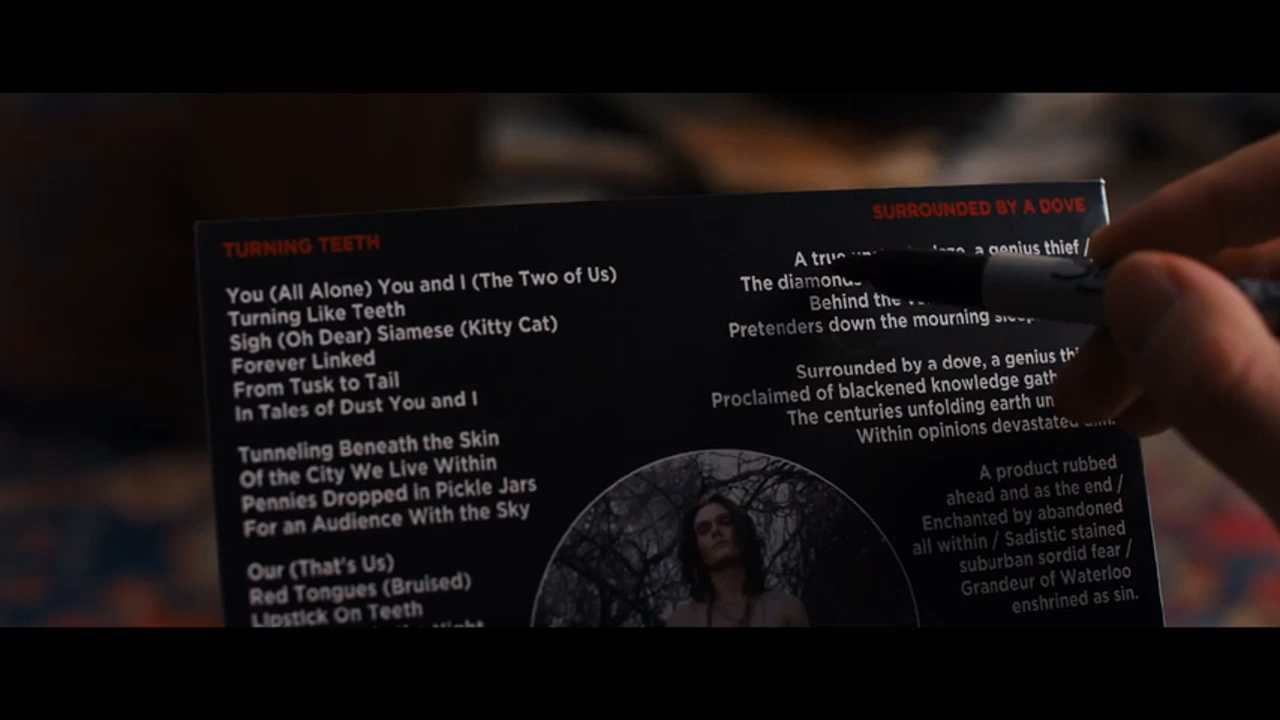 TURNING TEETH
You (All Alone) You and I (The Two of Us)
Turning Like Teeth
Sigh (Oh Dear) Siamese (Kitty Cat)
Forever Linked
From Tusk to Tail
In Tales of Dust You and I
Tunneling Beneath the Skin
Of the City We Live Within
Pennies Dropped in Pickle Jars
For an Audience With the Sky
Our (That's Us)
Red Tongues (Bruised)
Lipstick On Teeth
SURROUNDED BY A DOVE
A true a genius thief /
The diamonds
Behind the
Pretenders down the mourning
Surrounded by a dove, a genius
Proclaimed of blackened knowledge
The centuries unfolding earth
Within opinions devastated
A product rubbed
ahead and as the end /
Enchanted by abandoned
all within / Sadistic stained
suburban sordid fear /
Grandeur of Waterloo
enshrined as sin.